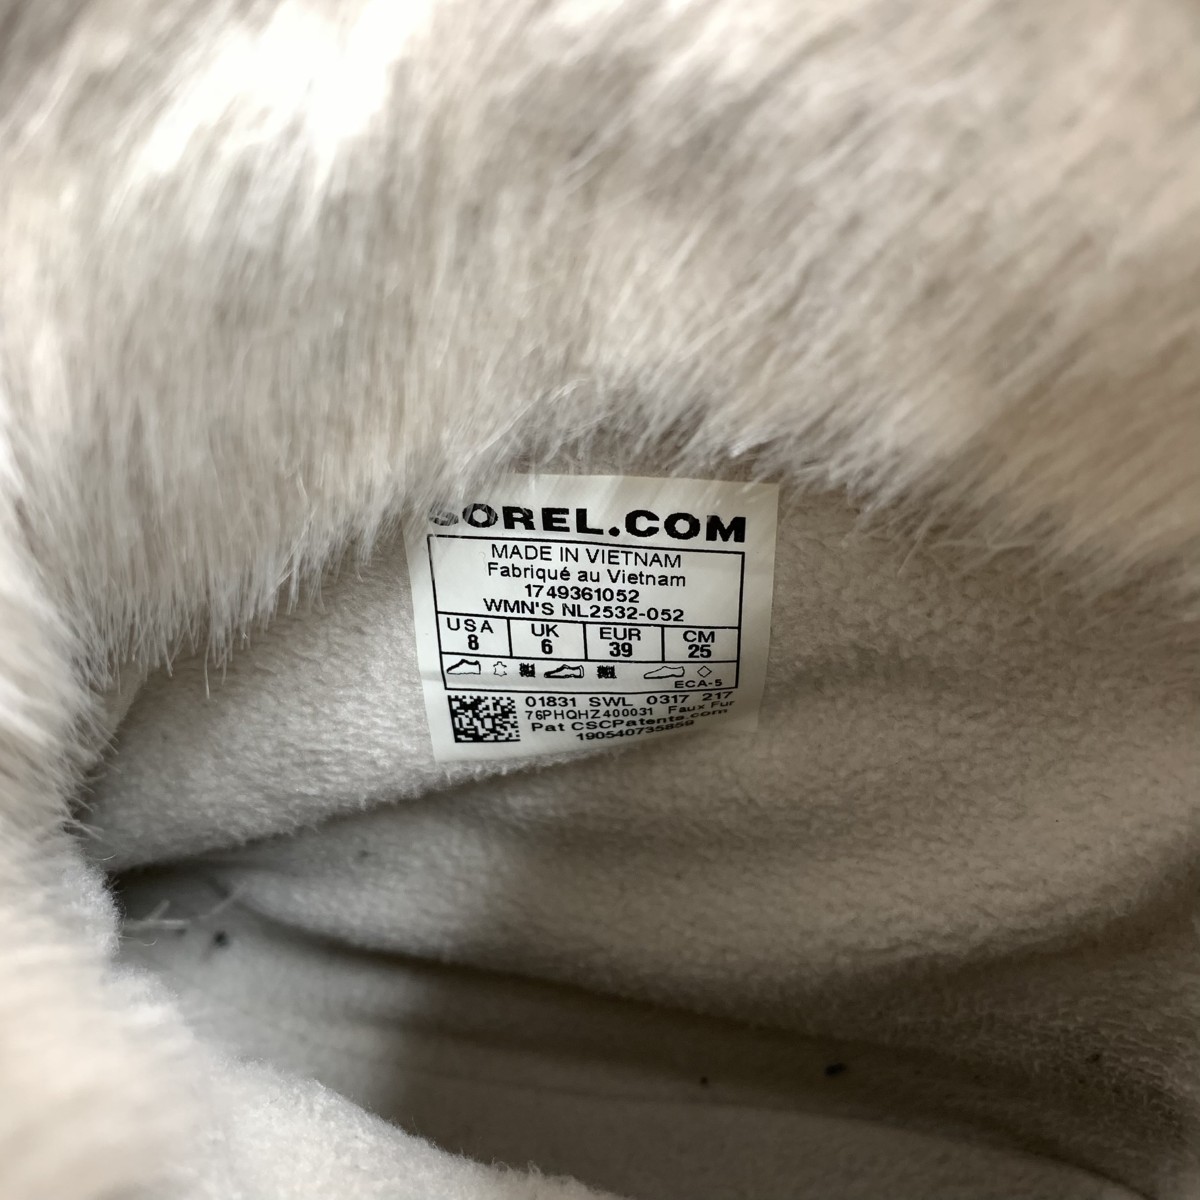 SOREL.COM
MADE IN VIETNAM
Fabriqué au Vietnam
1749361052
WMN'S NL2532-052
USA UK EUR CM
8 6 39 25
ECA-5
01831 SWL 0317 217
76PHQHZ400031 Faux Fur
Pat CSCPatents.com
190540735859